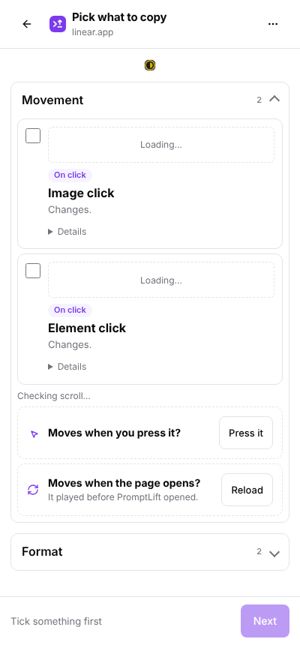 Pick what to copy
linear.app
Movement
2
Loading...
On click
Image click
Changes.
Details
Loading...
On click
Element click
Changes.
Details
Checking scroll...
Moves when you press it?
Press it
Moves when the page opens?
It played before PromptLift opened.
Reload
Format
2
Tick something first
Next